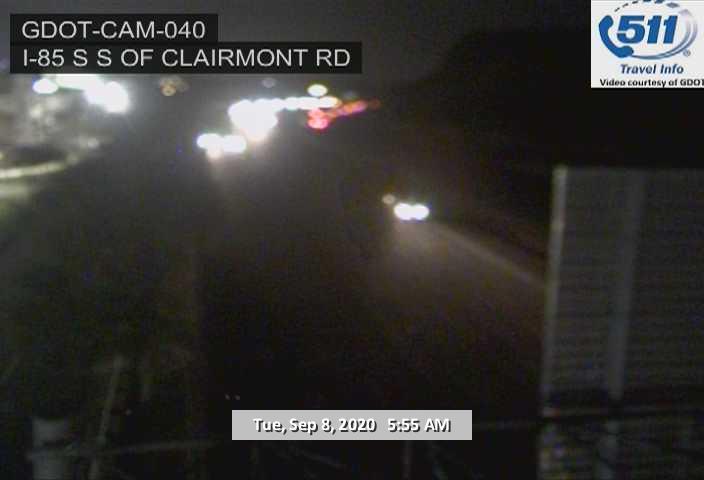 GDOT-CAM-040
I-85 S S OF CLAIRMONT RD
511
®
Travel Info
Video courtesy of GDOT
Tue, Sep 8, 2020 5:55 AM